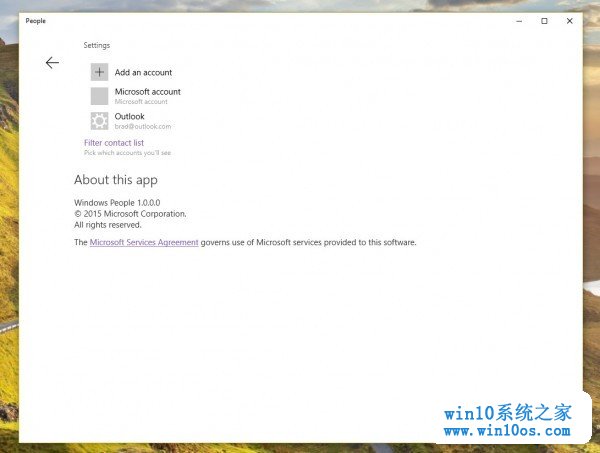 People
Settings
Add an account
Microsoft account
Microsoft account
Outlook
brad@outlook.com
Filter contact list
Pick which accounts you'll see
About this app
Windows People 1.0.0.0
© 2015 Microsoft Corporation.
All rights reserved.
The Microsoft Services Agreement governs use of Microsoft services provided to this software.
win10系统之家
www.win10os.com